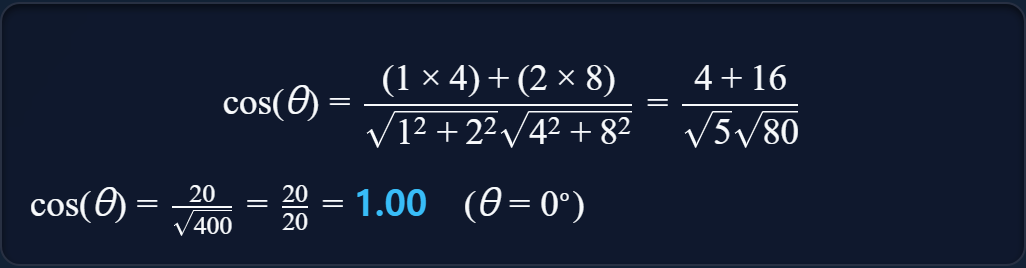 cos(θ) = (1 × 4) + (2 × 8) / √1² + 2² √4² + 8² = 4 + 16 / √5 √80
cos(θ) = 20 / √400 = 20 / 20 = 1.00 (θ = 0°)